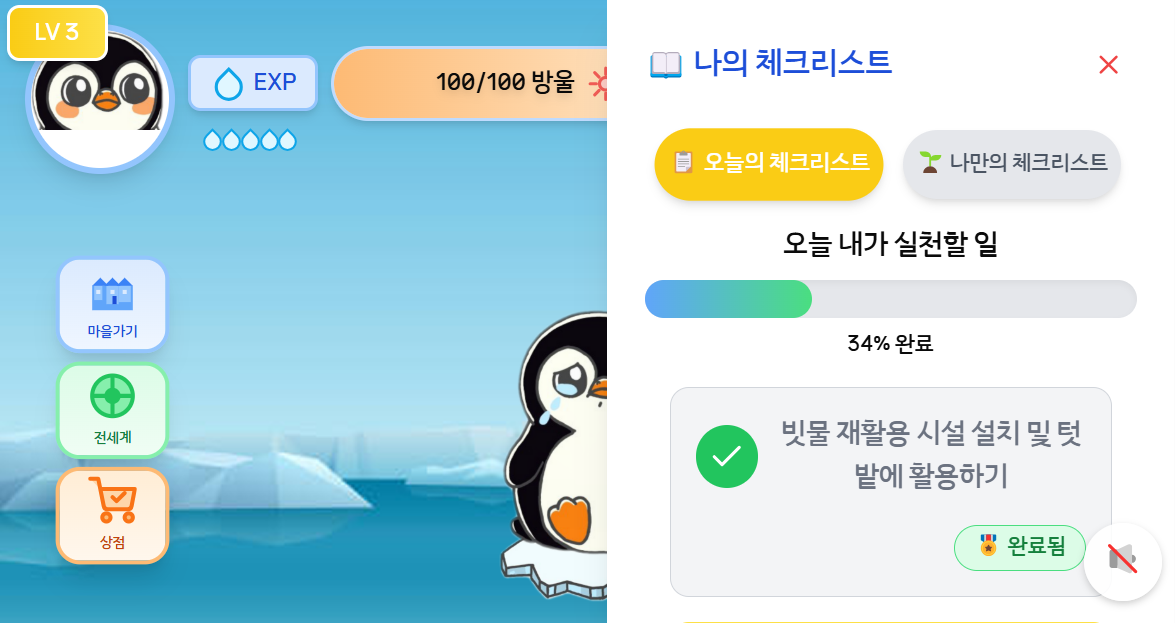 LV 3
EXP
100/100 방울
마을가기
전세계
상점
나의 체크리스트
오늘의 체크리스트
나만의 체크리스트
오늘 내가 실천할 일
34% 완료
빗물 재활용 시설 설치 및 텃
밭에 활용하기
완료됨